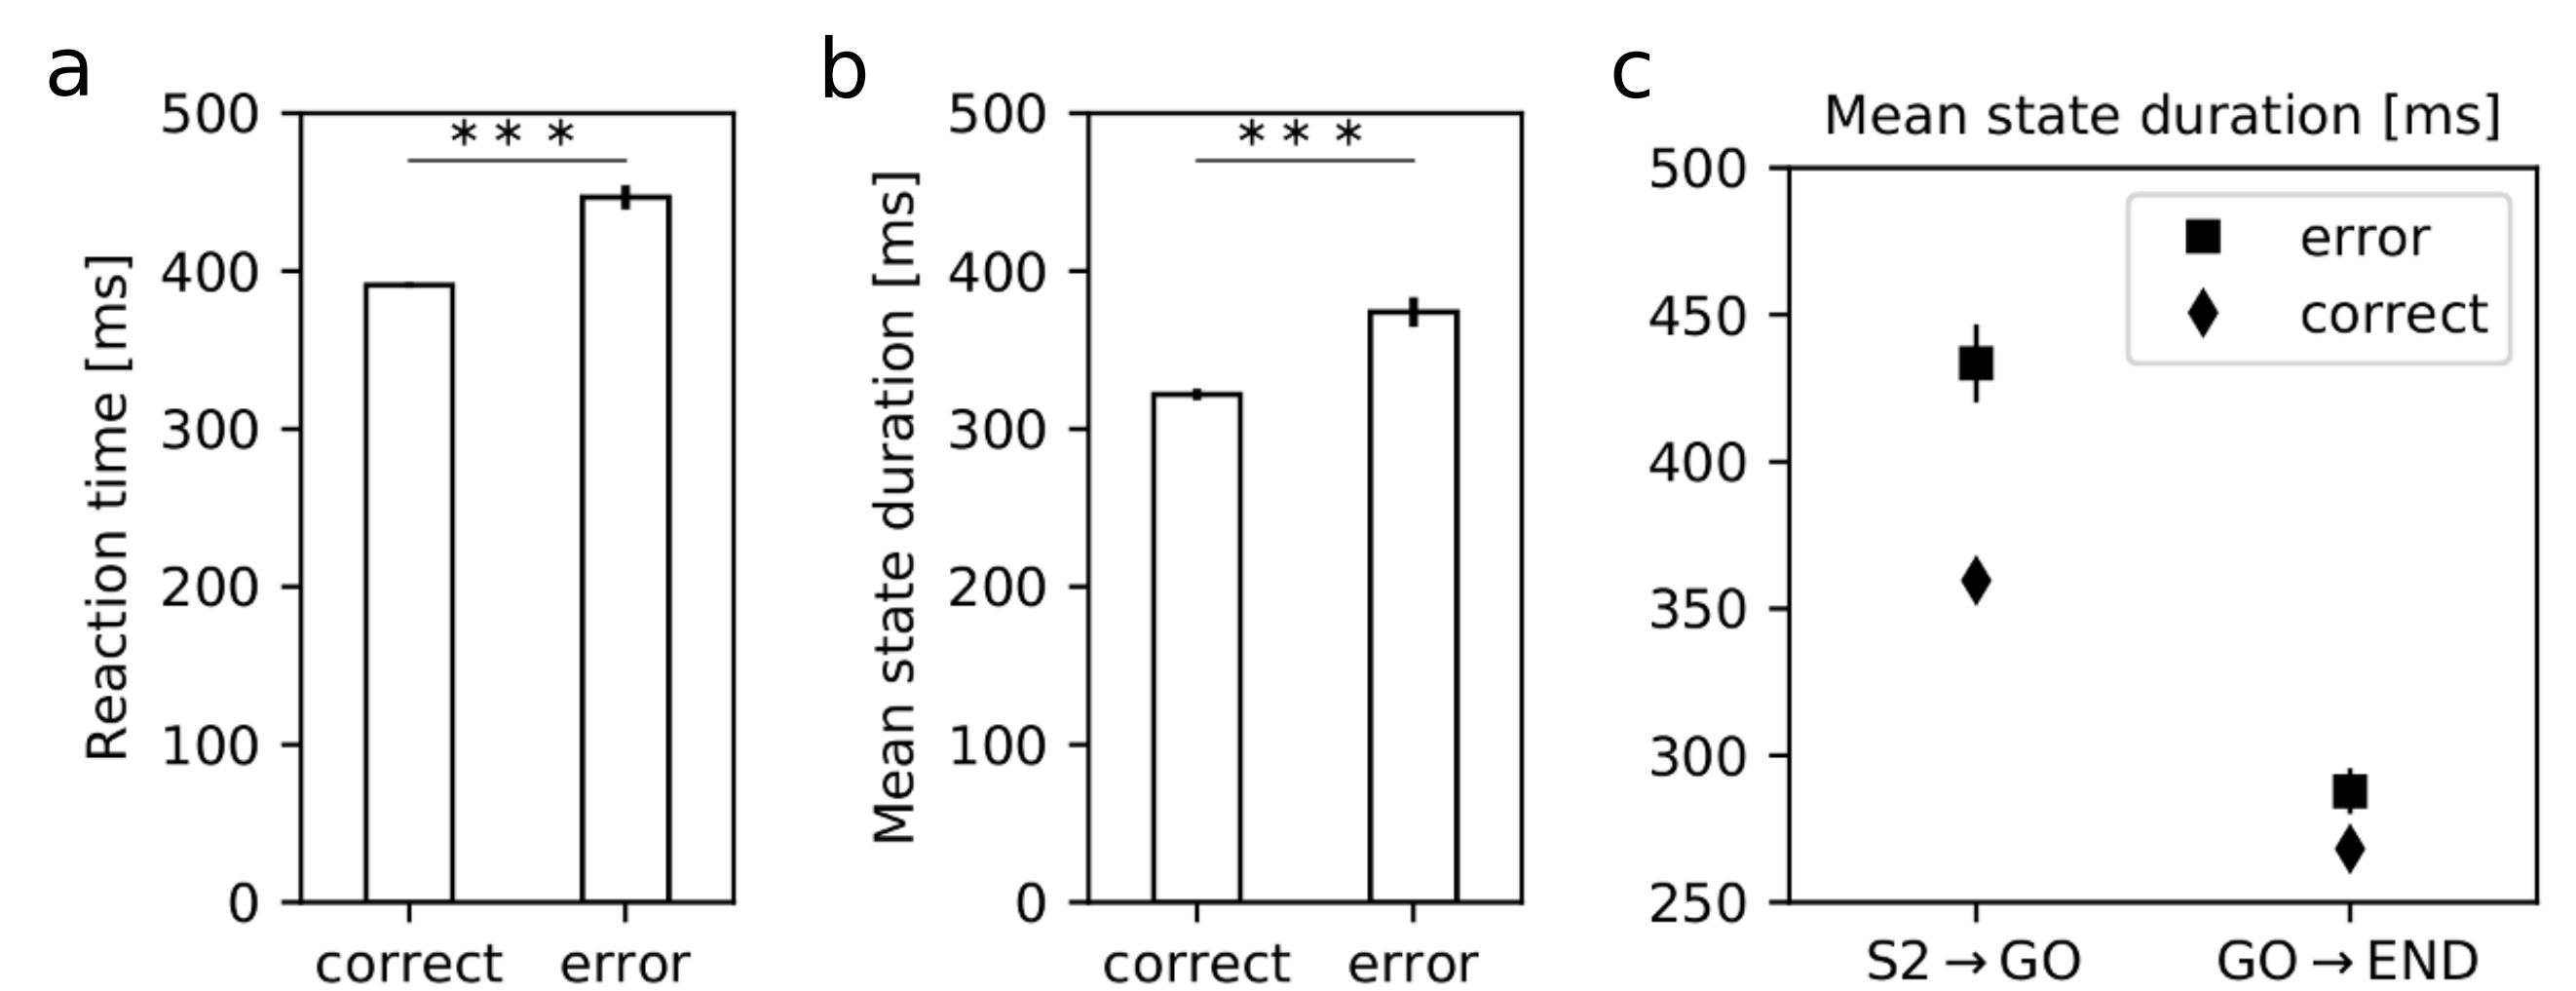 a
500
400
300
200
100
0
Reaction time [ms]
***
correct error
b
500
400
300
200
100
0
Mean state duration [ms]
***
correct error
c
Mean state duration [ms]
500
450
400
350
300
250
error
correct
S2→GO GO→END